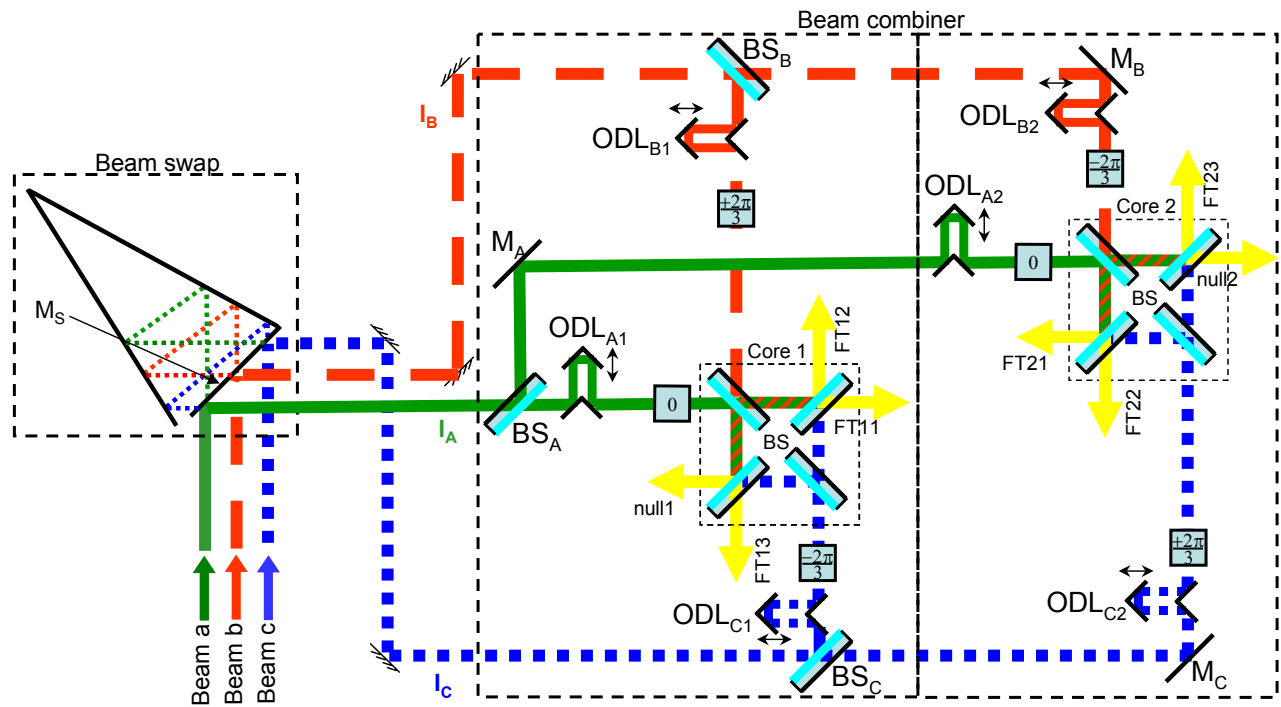 Beam combiner
BS_B
M_B
I_B
ODL_B1
ODL_B2
Beam swap
+2π/3
−2π/3
FT23
ODL_A2
Core 2
M_A
0
null2
M_S
BS
FT12
ODL_A1
FT21
Core 1
FT22
0
FT11
I_A
BS_A
BS
null1
FT13
−2π/3
+2π/3
ODL_C1
ODL_C2
Beam a
Beam b
Beam c
I_C
BS_C
M_C